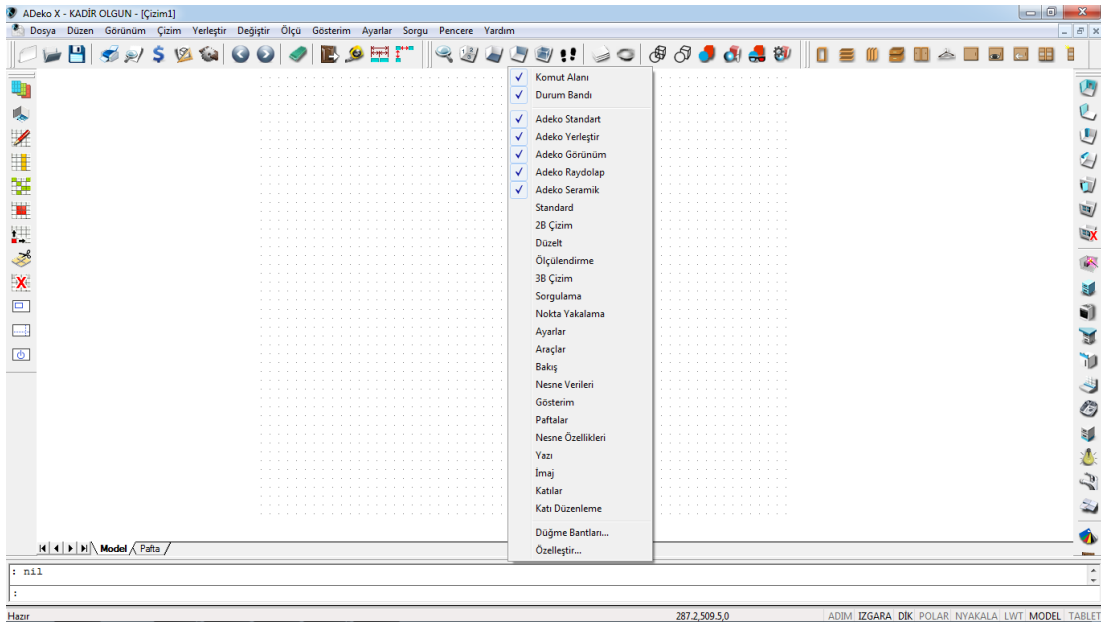 ADeko X - KADİR OLGUN - [Çizim1]
Dosya Düzen Görünüm Çizim Yerleştir Değiştir Ölçü Gösterim Ayarlar Sorgu Pencere Yardım
Komut Alanı
Durum Bandı
Adeko Standart
Adeko Yerleştir
Adeko Görünüm
Adeko Raydolap
Adeko Seramik
Standard
2B Çizim
Düzelt
Ölçülendirme
3B Çizim
Sorgulama
Nokta Yakalama
Ayarlar
Araçlar
Bakış
Nesne Verileri
Gösterim
Paftalar
Nesne Özellikleri
Yazı
İmaj
Katılar
Katı Düzenleme
Düğme Bantları...
Özelleştir...
Model Pafta
: nil
:
Hazır 287.2,509.5,0 ADIM IZGARA DİK POLAR NYAKALA LWT MODEL TABLET